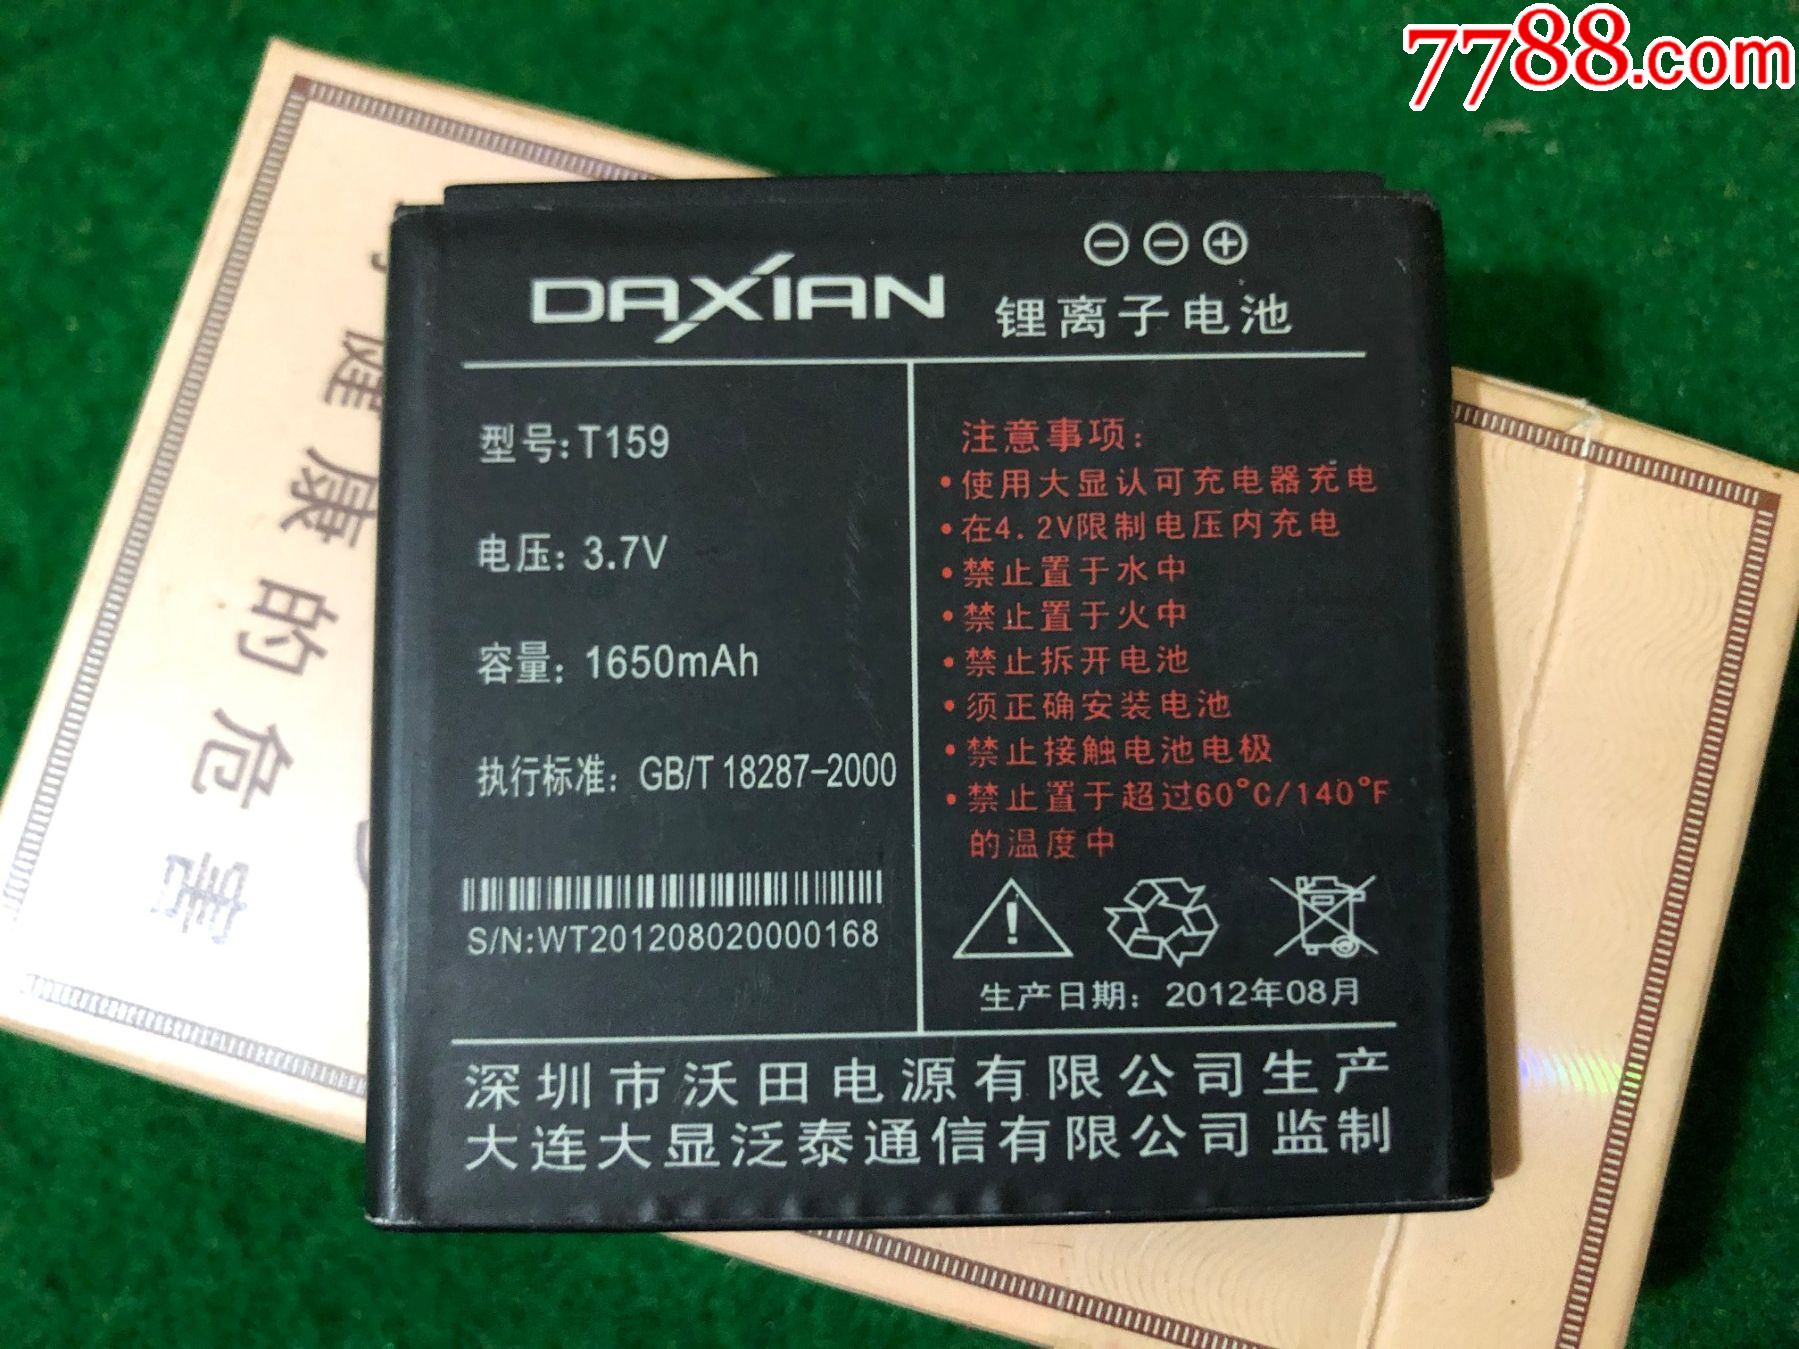 7788.com
DAXIAN
锂离子电池
型号:T159
电压: 3.7V
容量: 1650mAh
执行标准: GB/T 18287-2000
S/N:WT201208020000168
注意事项:
•使用大显认可充电器充电
•在4.2V限制电压内充电
•禁止置于水中
•禁止置于火中
•禁止拆开电池
•须正确安装电池
•禁止接触电池电极
•禁止置于超过60°C/140°F
的温度中
生产日期: 2012年08月
深圳市沃田电源有限公司生产
大连大显泛泰通信有限公司监制
健康的危害